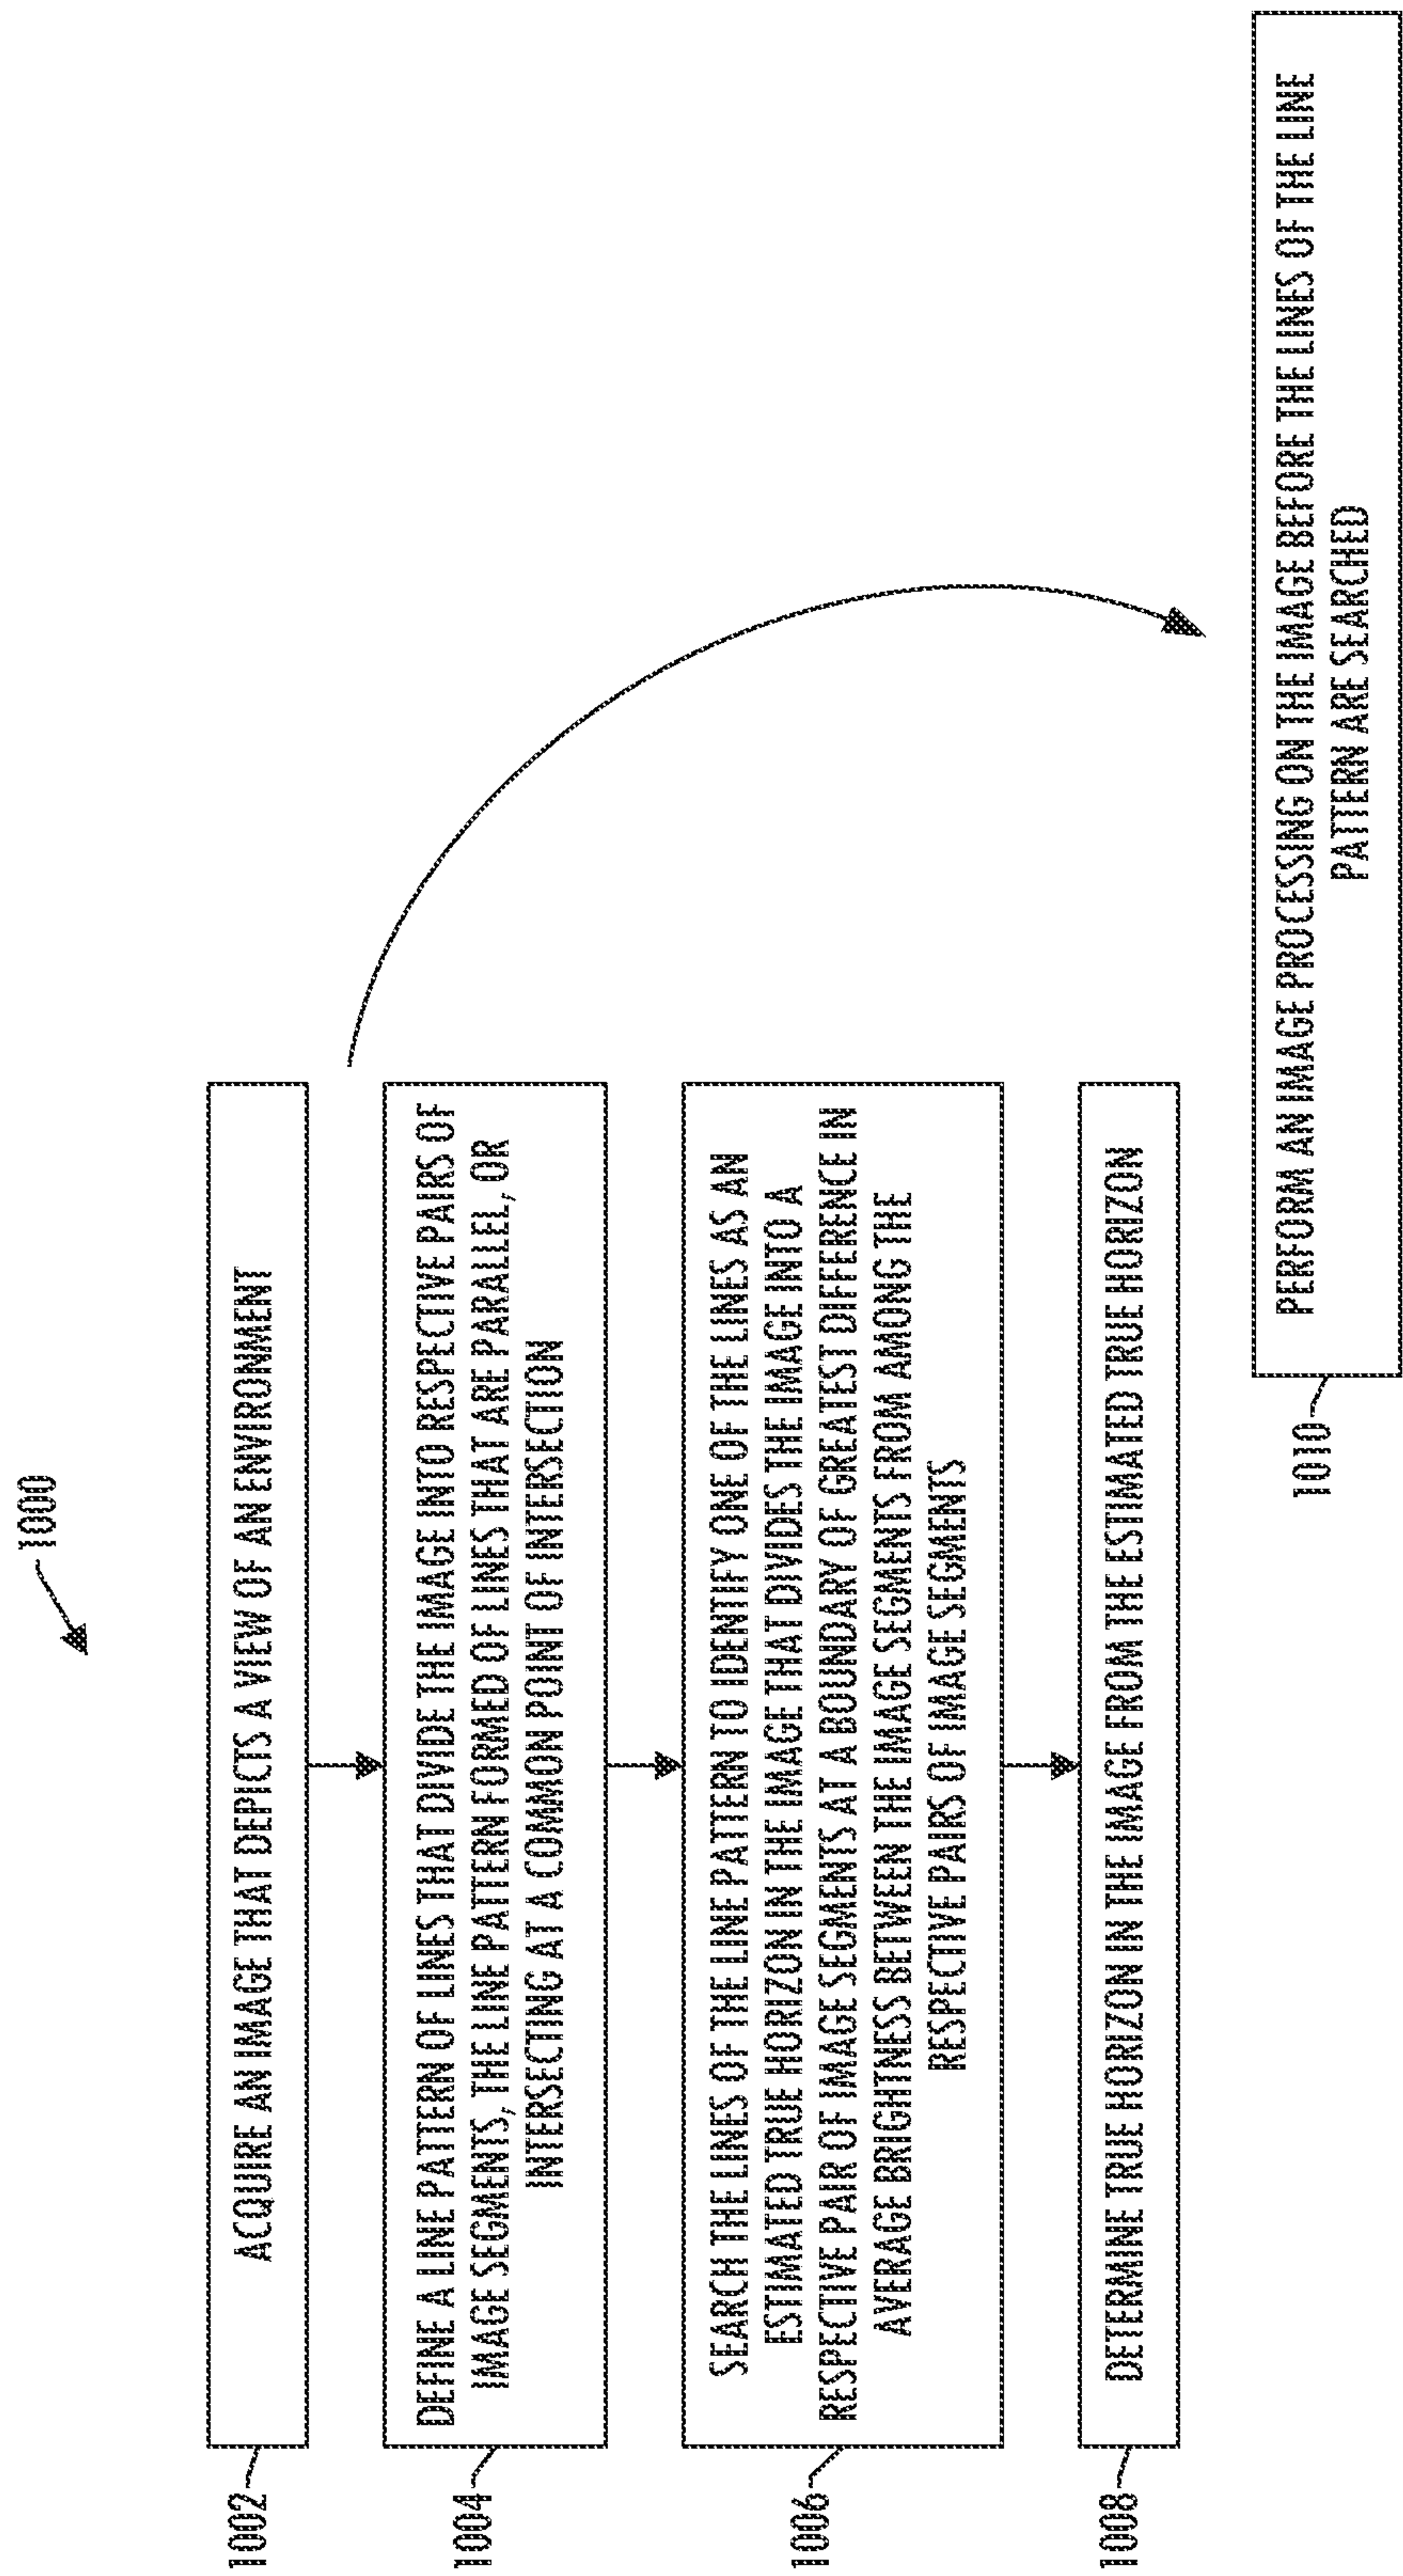 1000
1002
ACQUIRE AN IMAGE THAT DEPICTS A VIEW OF AN ENVIRONMENT
1004
DEFINE A LINE PATTERN OF LINES THAT DIVIDE THE IMAGE INTO RESPECTIVE PAIRS OF
IMAGE SEGMENTS, THE LINE PATTERN FORMED OF LINES THAT ARE PARALLEL, OR
INTERSECTING AT A COMMON POINT OF INTERSECTION
1006
SEARCH THE LINES OF THE LINE PATTERN TO IDENTIFY ONE OF THE LINES AS AN
ESTIMATED TRUE HORIZON IN THE IMAGE THAT DIVIDES THE IMAGE INTO A
RESPECTIVE PAIR OF IMAGE SEGMENTS AT A BOUNDARY OF GREATEST DIFFERENCE IN
AVERAGE BRIGHTNESS BETWEEN THE IMAGE SEGMENTS FROM AMONG THE
RESPECTIVE PAIRS OF IMAGE SEGMENTS
1008
DETERMINE TRUE HORIZON IN THE IMAGE FROM THE ESTIMATED TRUE HORIZON
1010
PERFORM AN IMAGE PROCESSING ON THE IMAGE BEFORE THE LINES OF THE LINE
PATTERN ARE SEARCHED